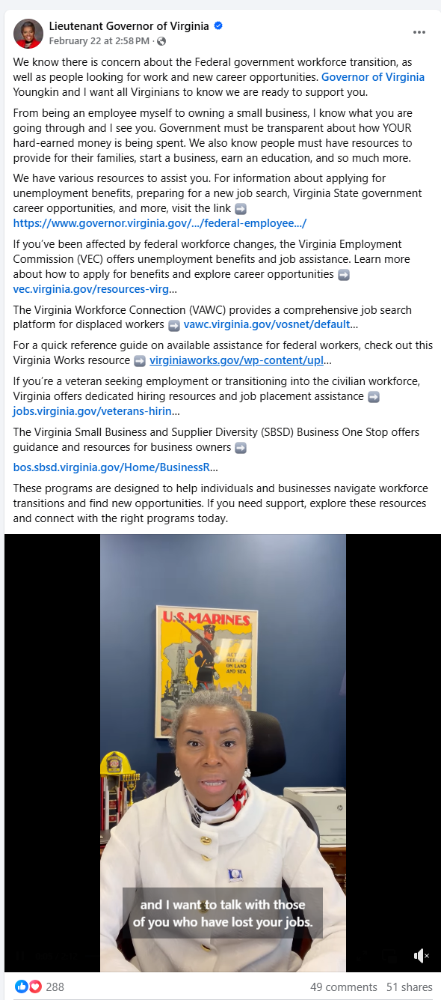 Lieutenant Governor of Virginia
February 22 at 2:58 PM ·
We know there is concern about the Federal government workforce transition, as
well as people looking for work and new career opportunities. Governor of Virginia
Youngkin and I want all Virginians to know we are ready to support you.
From being an employee myself to owning a small business, I know what you are
going through and I see you. Government must be transparent about how YOUR
hard-earned money is being spent. We also know people must have resources to
provide for their families, start a business, earn an education, and so much more.
We have various resources to assist you. For information about applying for
unemployment benefits, preparing for a new job search, Virginia State government
career opportunities, and more, visit the link ➡
https://www.governor.virginia.gov/.../federal-employee.../
If you’ve been affected by federal workforce changes, the Virginia Employment
Commission (VEC) offers unemployment benefits and job assistance. Learn more
about how to apply for benefits and explore career opportunities ➡
vec.virginia.gov/resources-virg...
The Virginia Workforce Connection (VAWC) provides a comprehensive job search
platform for displaced workers ➡ vawc.virginia.gov/vosnet/default...
For a quick reference guide on available assistance for federal workers, check out this
Virginia Works resource ➡ virginiaworks.gov/wp-content/upl...
If you’re a veteran seeking employment or transitioning into the civilian workforce,
Virginia offers dedicated hiring resources and job placement assistance ➡
jobs.virginia.gov/veterans-hirin...
The Virginia Small Business and Supplier Diversity (SBSD) Business One Stop offers
guidance and resources for business owners ➡
bos.sbsd.virginia.gov/Home/BusinessR...
These programs are designed to help individuals and businesses navigate workforce
transitions and find new opportunities. If you need support, explore these resources
and connect with the right programs today.
U.S. MARINES
SERVICE
ON LAND
AND SEA
hp
and I want to talk with those
of you who have lost your jobs.
288
49 comments 51 shares